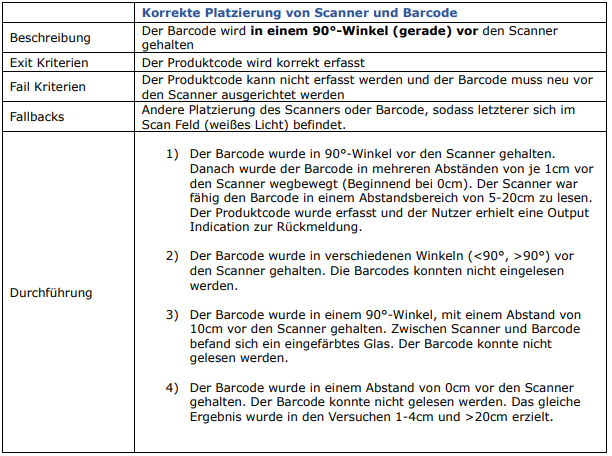 Korrekte Platzierung von Scanner und Barcode
Beschreibung
Der Barcode wird in einem 90°-Winkel (gerade) vor den Scanner
gehalten
Exit Kriterien
Der Produktcode wird korrekt erfasst
Fail Kriterien
Der Produktcode kann nicht erfasst werden und der Barcode muss neu vor
den Scanner ausgerichtet werden
Fallbacks
Andere Platzierung des Scanners oder Barcode, sodass letzterer sich im
Scan Feld (weißes Licht) befindet.
Durchführung
1) Der Barcode wurde in 90°-Winkel vor den Scanner gehalten.
Danach wurde der Barcode in mehreren Abständen von je 1cm vor
den Scanner wegbewegt (Beginnend bei 0cm). Der Scanner war
fähig den Barcode in einem Abstandsbereich von 5-20cm zu lesen.
Der Produktcode wurde erfasst und der Nutzer erhielt eine Output
Indication zur Rückmeldung.
2) Der Barcode wurde in verschiedenen Winkeln (<90°, >90°) vor
den Scanner gehalten. Die Barcodes konnten nicht eingelesen
werden.
3) Der Barcode wurde in einem 90°-Winkel, mit einem Abstand von
10cm vor den Scanner gehalten. Zwischen Scanner und Barcode
befand sich ein eingefärbtes Glas. Der Barcode konnte nicht
gelesen werden.
4) Der Barcode wurde in einem Abstand von 0cm vor den Scanner
gehalten. Der Barcode konnte nicht gelesen werden. Das gleiche
Ergebnis wurde in den Versuchen 1-4cm und >20cm erzielt.